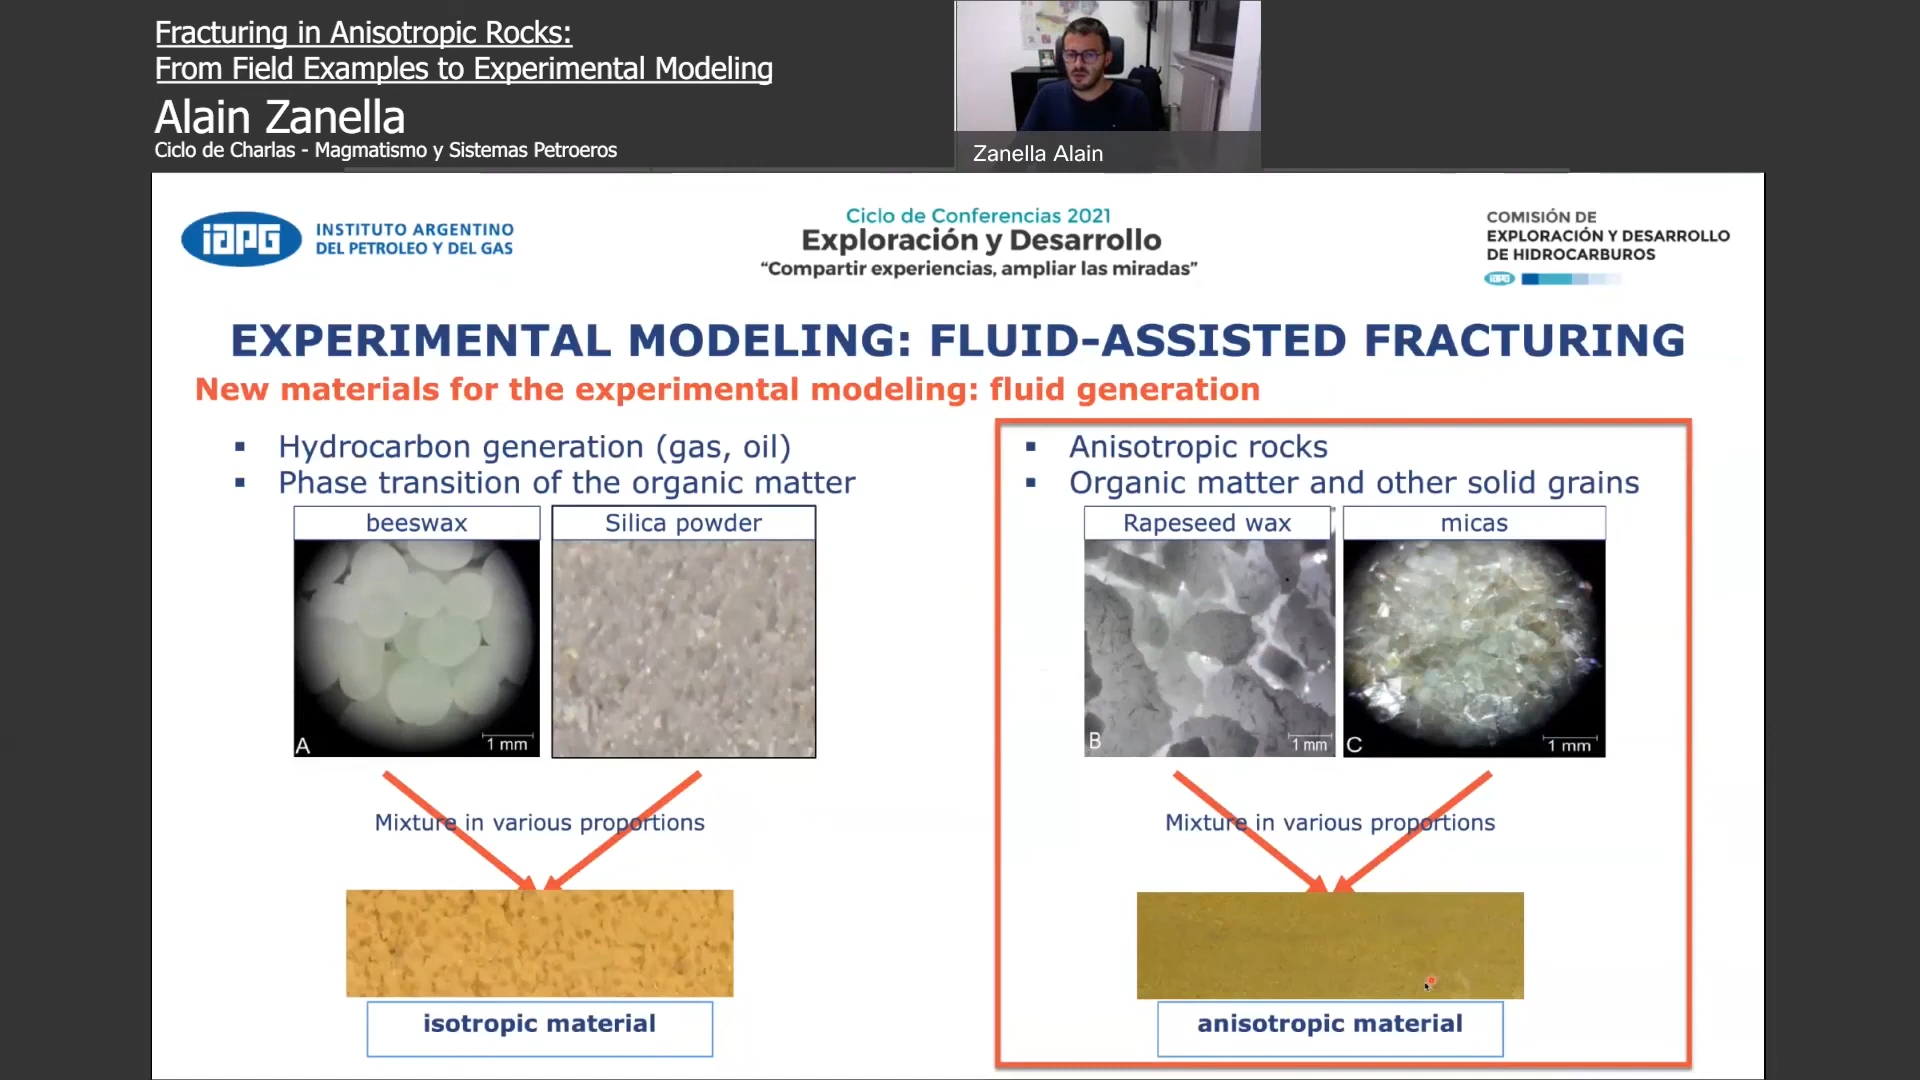 Fracturing in Anisotropic Rocks:
From Field Examples to Experimental Modeling
Alain Zanella
Ciclo de Charlas - Magmatismo y Sistemas Petroeros
Zanella Alain
iAPG
INSTITUTO ARGENTINO
DEL PETROLEO Y DEL GAS
Ciclo de Conferencias 2021
Exploración y Desarrollo
“Compartir experiencias, ampliar las miradas”
COMISIÓN DE
EXPLORACIÓN Y DESARROLLO
DE HIDROCARBUROS
iAPG
EXPERIMENTAL MODELING: FLUID-ASSISTED FRACTURING
New materials for the experimental modeling: fluid generation
▪ Hydrocarbon generation (gas, oil)
▪ Phase transition of the organic matter
beeswax
Silica powder
A
1 mm
Mixture in various proportions
isotropic material
▪ Anisotropic rocks
▪ Organic matter and other solid grains
Rapeseed wax
micas
B
1 mm
C
1 mm
Mixture in various proportions
anisotropic material